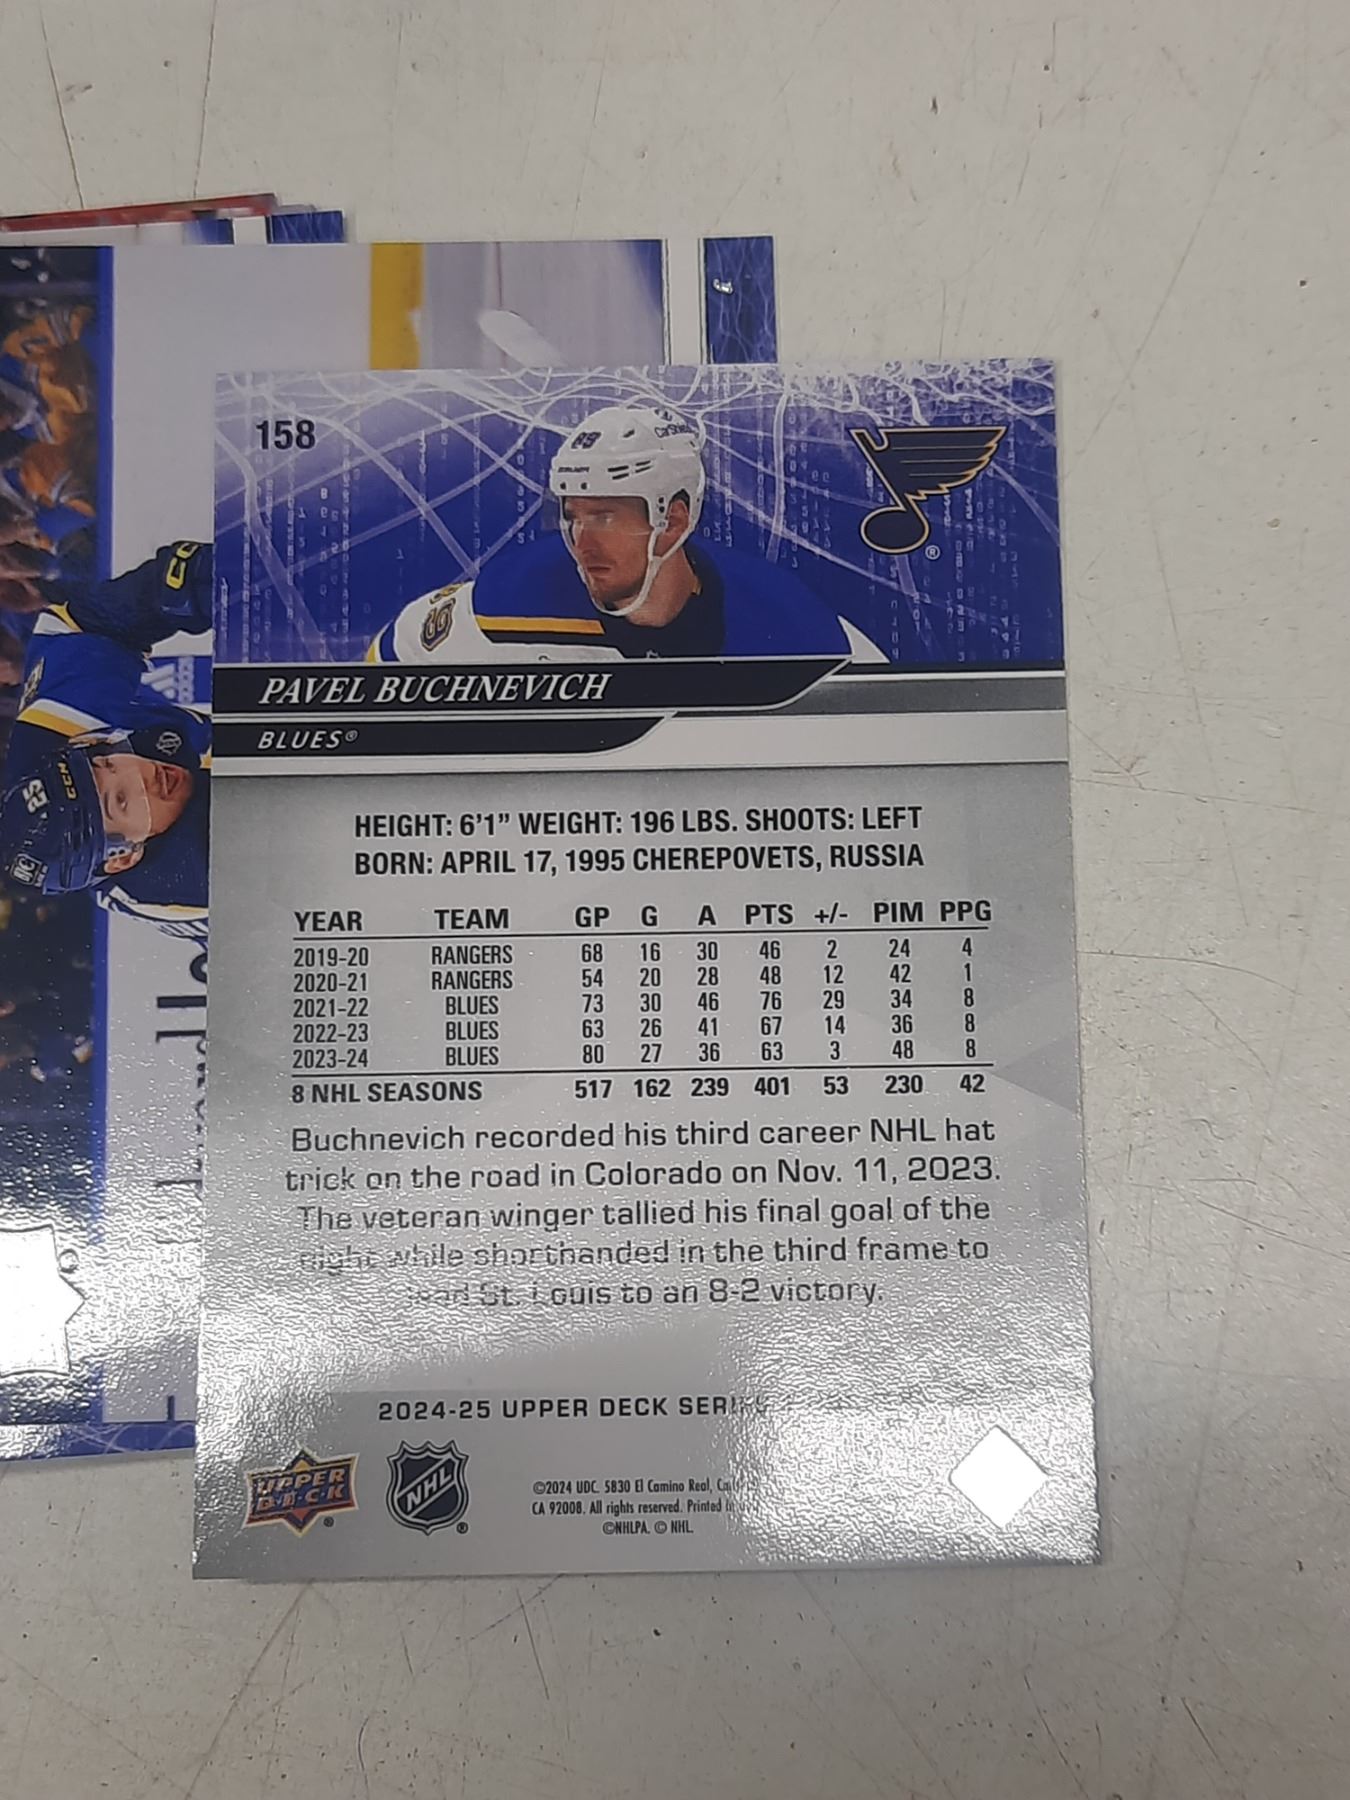 158
89
CarShield
BAUER
PAVEL BUCHNEVICH
BLUES®
HEIGHT: 6'1" WEIGHT: 196 LBS. SHOOTS: LEFT
BORN: APRIL 17, 1995 CHEREPOVETS, RUSSIA
YEAR TEAM GP G A PTS +/- PIM PPG
2019-20 RANGERS 68 16 30 46 2 24 4
2020-21 RANGERS 54 20 28 48 12 42 1
2021-22 BLUES 73 30 46 76 29 34 8
2022-23 BLUES 63 26 41 67 14 36 8
2023-24 BLUES 80 27 36 63 3 48 8
8 NHL SEASONS 517 162 239 401 53 230 42
Buchnevich recorded his third career NHL hat
trick on the road in Colorado on Nov. 11, 2023.
The veteran winger tallied his final goal of the
night while shorthanded in the third frame to
lead St. Louis to an 8-2 victory.
2024-25 UPPER DECK
UPPER DECK
NHL
©2024 UDC. 5830 El Camino Real,
CA 92008. All rights reserved. Printed
©NHLPA. © NHL.
25
CCM